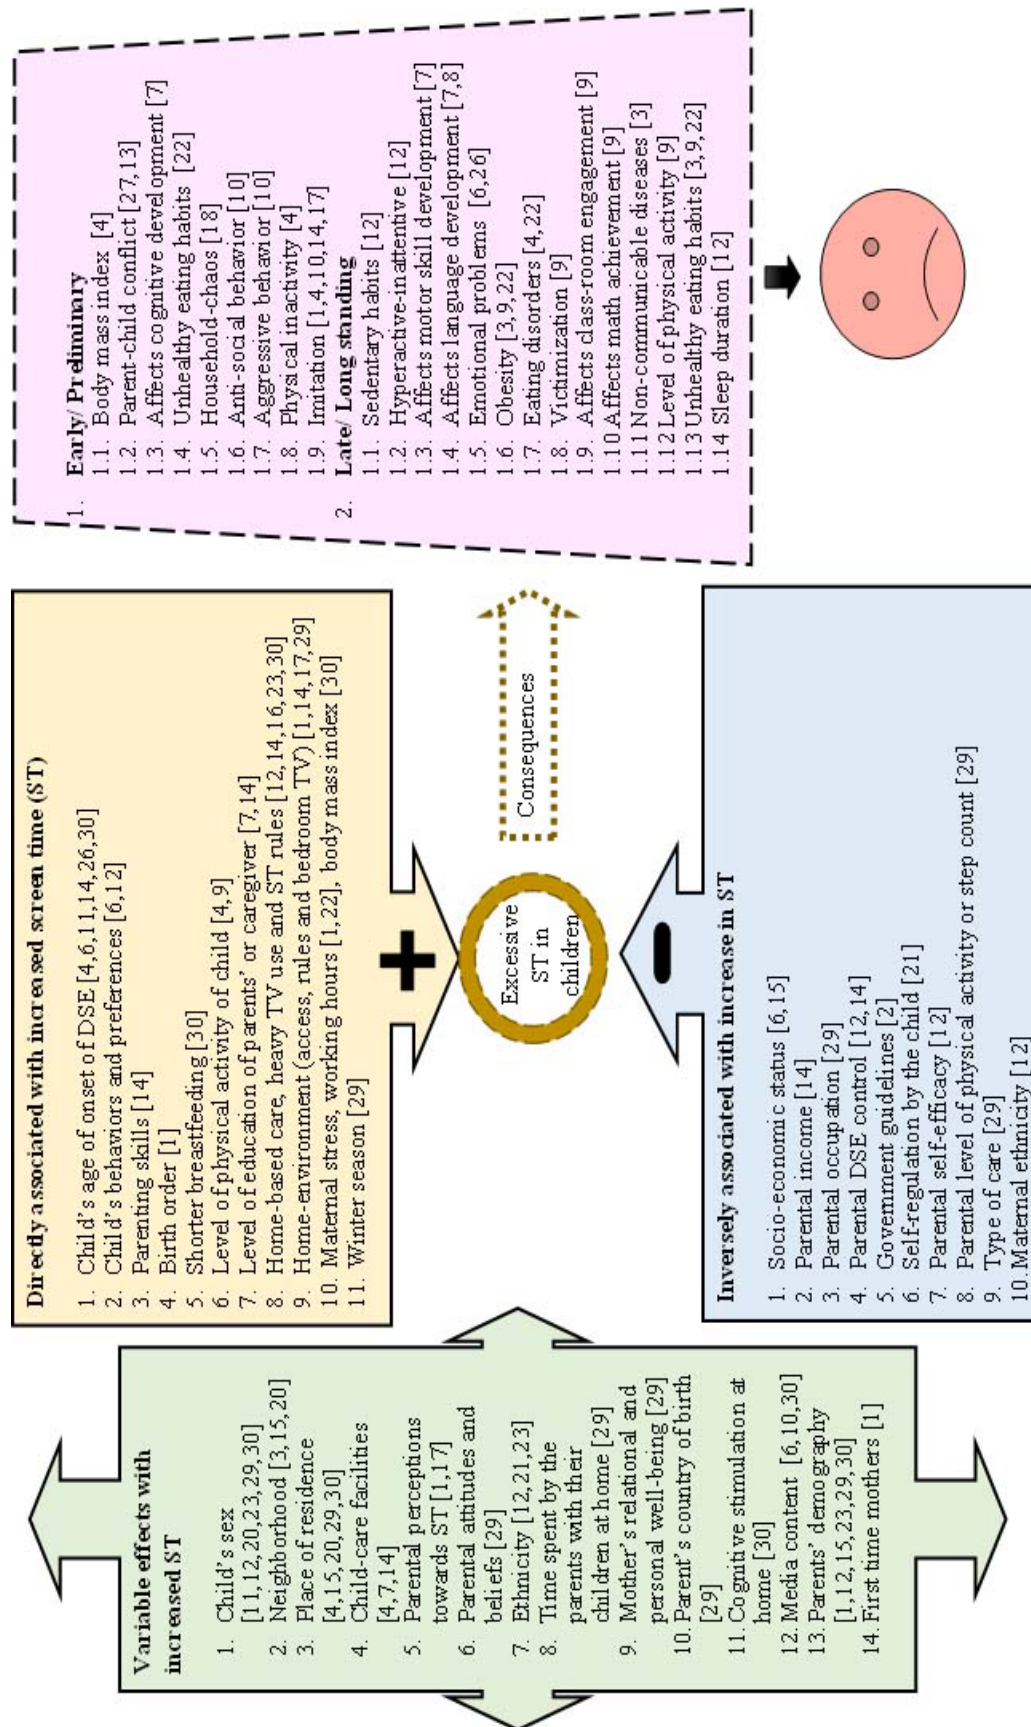 Variable effects with
increased ST
1. Child's sex
[11,12,20,23,29,30]
2. Neighborhood [3,15,20]
3. Place of residence
[4,15,20,29,30]
4. Child-care facilities
[4,7,14]
5. Parental perceptions
towards ST [1,17]
6. Parental attitudes and
beliefs [29]
7. Ethnicity [12,21,23]
8. Time spent by the
parents with their
children at home [29]
9. Mother's relational and
personal well-being [29]
10. Parent's country of birth
[29]
11. Cognitive stimulation at
home [30]
12. Media content [6,10,30]
13. Parents' demography
[1,12,15,23,29,30]
14. First time mothers [1]
Directly associated with increased screen time (ST)
1. Child's age of onset of DSE [4,6,11,14,26,30]
2. Child's behaviors and preferences [6,12]
3. Parenting skills [14]
4. Birth order [1]
5. Shorter breastfeeding [30]
6. Level of physical activity of child [4,9]
7. Level of education of parents' or caregiver [7,14]
8. Home-based care, heavy TV use and ST rules [12,14,16,23,30]
9. Home-environment (access, rules and bedroom TV) [1,14,17,29]
10. Maternal stress, working hours [1,22], body mass index [30]
11. Winter season [29]
Excessive
ST in
children
Consequences
Inversely associated with increase in ST
1. Socio-economic status [6,15]
2. Parental income [14]
3. Parental occupation [29]
4. Parental DSE control [12,14]
5. Government guidelines [2]
6. Self-regulation by the child [21]
7. Parental self-efficacy [12]
8. Parental level of physical activity or step count [29]
9. Type of care [29]
10. Maternal ethnicity [12]
1. Early/ Preliminary
1.1. Body mass index [4]
1.2. Parent-child conflict [27,13]
1.3. Affects cognitive development [7]
1.4. Unhealthy eating habits [22]
1.5. Household-chaos [18]
1.6. Anti-social behavior [10]
1.7. Aggressive behavior [10]
1.8. Physical inactivity [4]
1.9. Imitation [1,4,10,14,17]
2. Late/ Long standing
1.1. Sedentary habits [12]
1.2. Hyperactive-inattentive [12]
1.3. Affects motor skill development [7]
1.4. Affects language development [7,8]
1.5. Emotional problems [6,26]
1.6. Obesity [3,9,22]
1.7. Eating disorders [4,22]
1.8. Victimization [9]
1.9. Affects class-room engagement [9]
1.10 Affects math achievement [9]
1.11 Non-communicable diseases [3]
1.12 Level of physical activity [9]
1.13 Unhealthy eating habits [3,9,22]
1.14 Sleep duration [12]